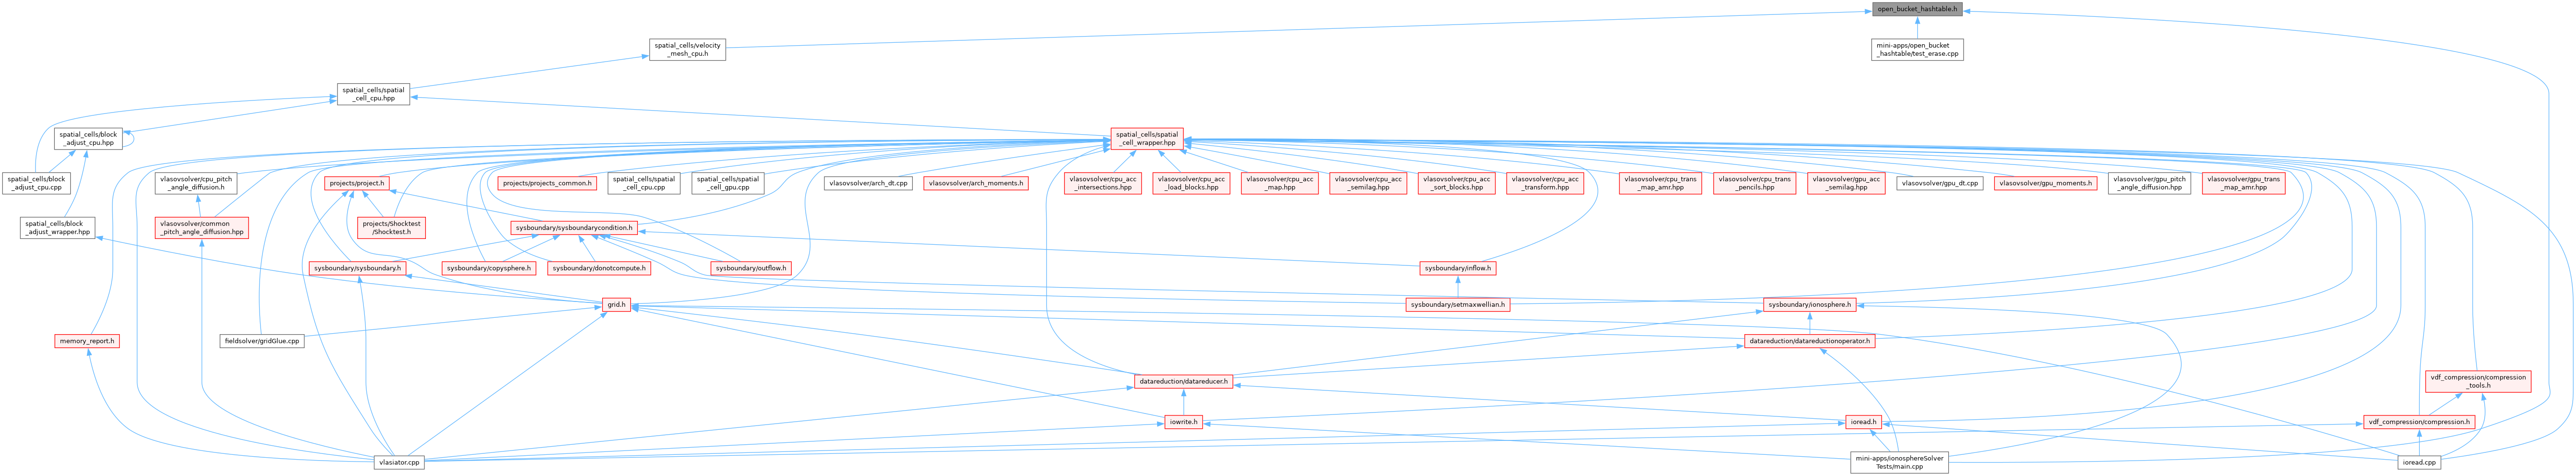 open_bucket_hashtable.h
spatial_cells/velocity
_mesh_cpu.h
mini-apps/open_bucket
_hashtable/test_erase.cpp
spatial_cells/spatial
_cell_cpu.hpp
spatial_cells/block
_adjust_cpu.hpp
spatial_cells/spatial
_cell_wrapper.hpp
spatial_cells/block
_adjust_cpu.cpp
vlasovsolver/cpu_pitch
_angle_diffusion.h
projects/project.h
projects/projects_common.h
spatial_cells/spatial
_cell_cpu.cpp
spatial_cells/spatial
_cell_gpu.cpp
vlasovsolver/arch_dt.cpp
vlasovsolver/arch_moments.h
vlasovsolver/cpu_acc
_intersections.hpp
vlasovsolver/cpu_acc
_load_blocks.hpp
vlasovsolver/cpu_acc
_map.hpp
vlasovsolver/cpu_acc
_semilag.hpp
vlasovsolver/cpu_acc
_sort_blocks.hpp
vlasovsolver/cpu_acc
_transform.hpp
vlasovsolver/cpu_trans
_map_amr.hpp
vlasovsolver/cpu_trans
_pencils.hpp
vlasovsolver/gpu_acc
_semilag.hpp
vlasovsolver/gpu_dt.cpp
vlasovsolver/gpu_moments.h
vlasovsolver/gpu_pitch
_angle_diffusion.hpp
vlasovsolver/gpu_trans
_map_amr.hpp
spatial_cells/block
_adjust_wrapper.hpp
vlasovsolver/common
_pitch_angle_diffusion.hpp
projects/Shocktest
/Shocktest.h
sysboundary/sysboundarycondition.h
sysboundary/sysboundary.h
sysboundary/copysphere.h
sysboundary/donotcompute.h
sysboundary/outflow.h
sysboundary/inflow.h
grid.h
sysboundary/setmaxwellian.h
sysboundary/ionosphere.h
memory_report.h
fieldsolver/gridGlue.cpp
datareduction/datareductionoperator.h
datareduction/datareducer.h
vdf_compression/compression
_tools.h
iowrite.h
ioread.h
vdf_compression/compression.h
vlasiator.cpp
mini-apps/ionosphereSolver
Tests/main.cpp
ioread.cpp